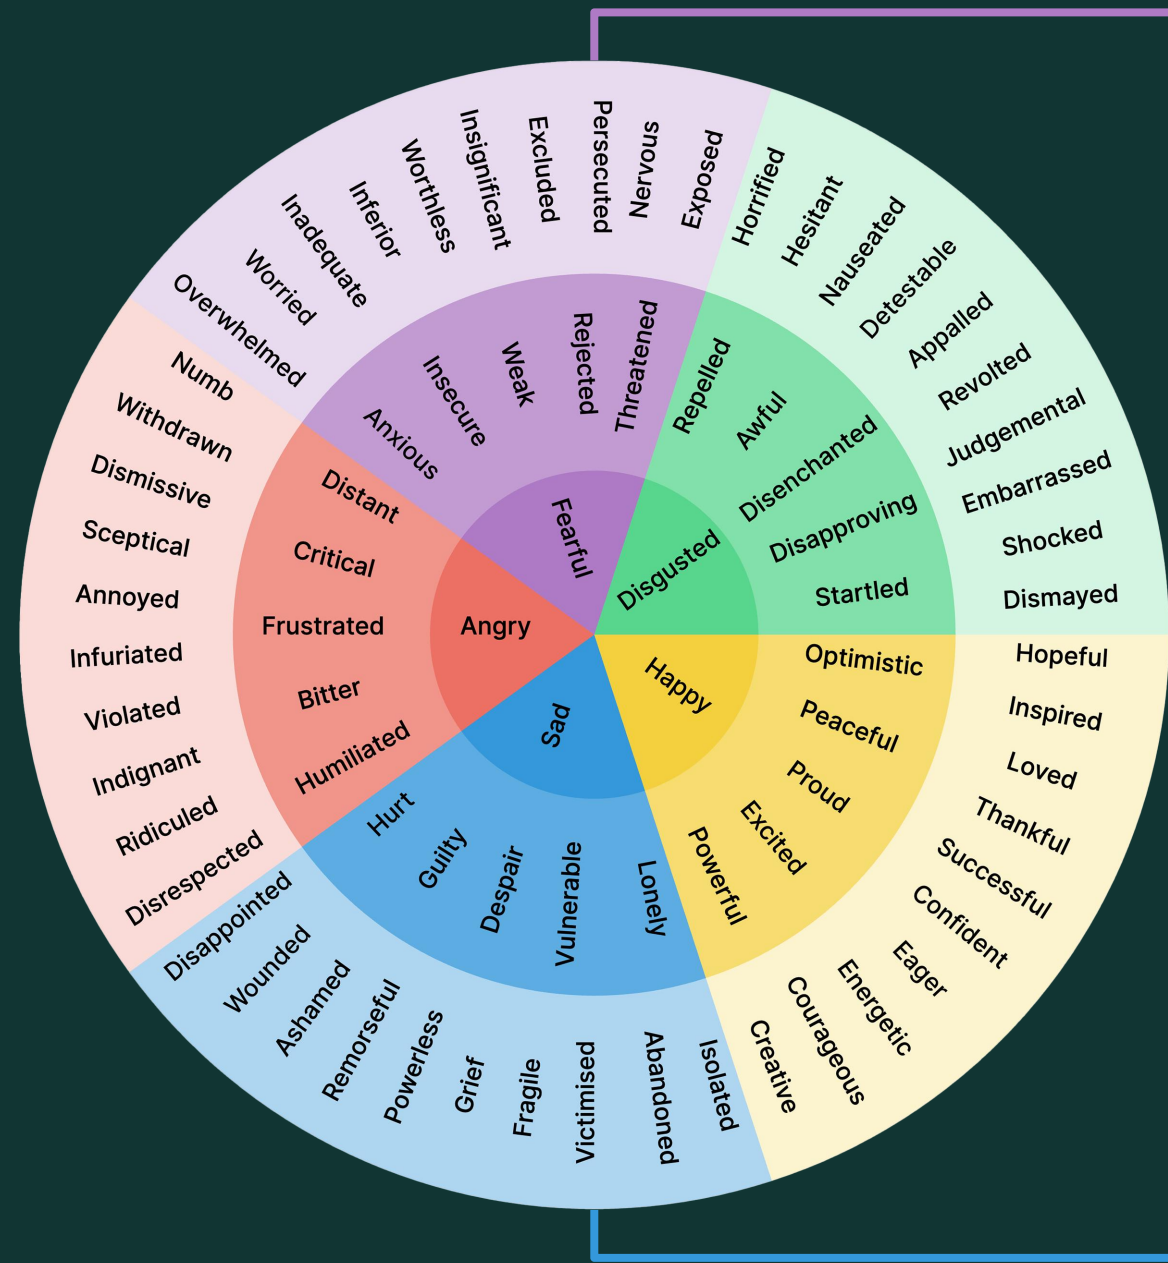 Fearful
Disgusted
Happy
Sad
Angry
Anxious
Insecure
Weak
Rejected
Threatened
Repelled
Awful
Disenchanted
Disapproving
Startled
Optimistic
Peaceful
Proud
Excited
Powerful
Lonely
Vulnerable
Despair
Guilty
Hurt
Humiliated
Bitter
Frustrated
Critical
Distant
Overwhelmed
Worried
Inadequate
Inferior
Worthless
Insignificant
Excluded
Persecuted
Nervous
Exposed
Horrified
Hesitant
Nauseated
Detestable
Appalled
Revolted
Judgemental
Embarrassed
Shocked
Dismayed
Hopeful
Inspired
Loved
Thankful
Successful
Confident
Eager
Energetic
Courageous
Creative
Isolated
Abandoned
Victimised
Fragile
Grief
Powerless
Remorseful
Ashamed
Wounded
Disappointed
Disrespected
Ridiculed
Indignant
Violated
Infuriated
Annoyed
Sceptical
Dismissive
Withdrawn
Numb